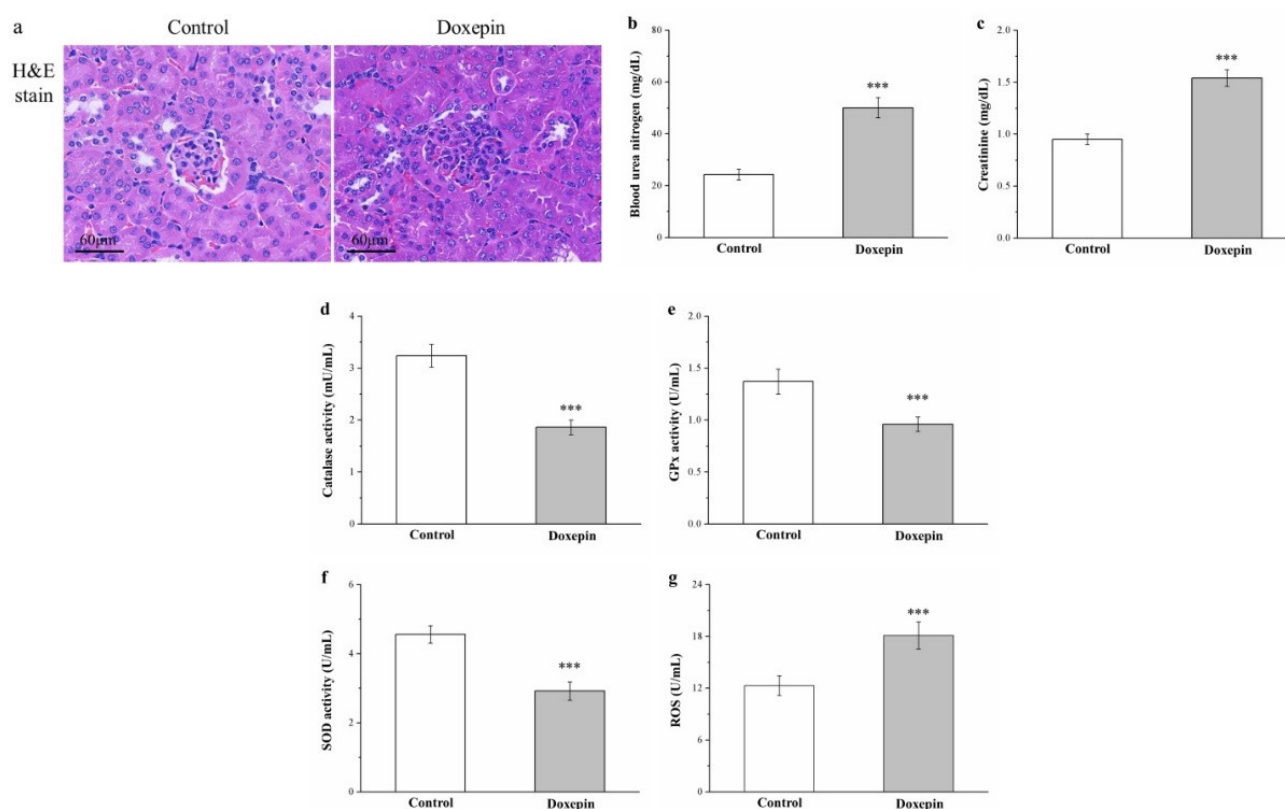 a
Control
Doxepin
H&E
stain
60μm
60μm
b
Blood urea nitrogen (mg/dL)
80
60
40
20
0
***
Control
Doxepin
c
Creatinine (mg/dL)
2.0
1.5
1.0
0.5
0.0
***
Control
Doxepin
d
Catalase activity (mU/mL)
4
3
2
1
0
***
Control
Doxepin
e
GPx activity (U/mL)
2.0
1.5
1.0
0.5
0.0
***
Control
Doxepin
f
SOD activity (U/mL)
6
4
2
0
***
Control
Doxepin
g
ROS (U/mL)
24
18
12
6
0
***
Control
Doxepin